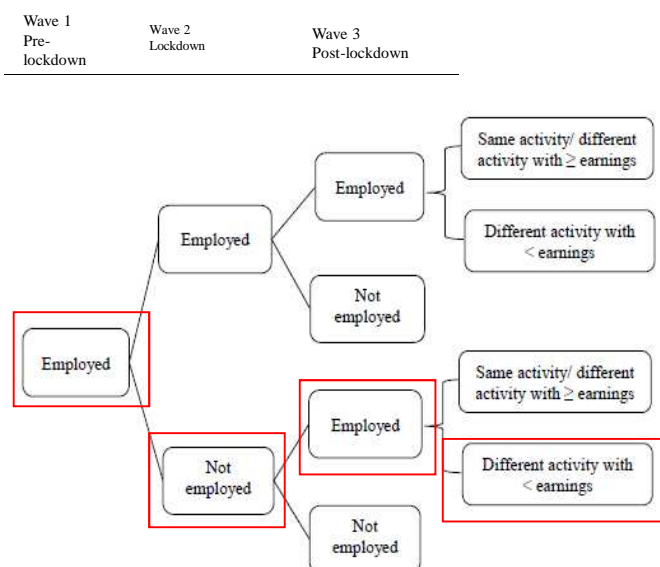 Wave 1
Pre-
lockdown
Wave 2
Lockdown
Wave 3
Post-lockdown
Same activity/ different
activity with ≥ earnings
Employed
Different activity with
< earnings
Employed
Not
employed
Employed
Same activity/ different
activity with ≥ earnings
Employed
Different activity with
< earnings
Not
employed
Not
employed